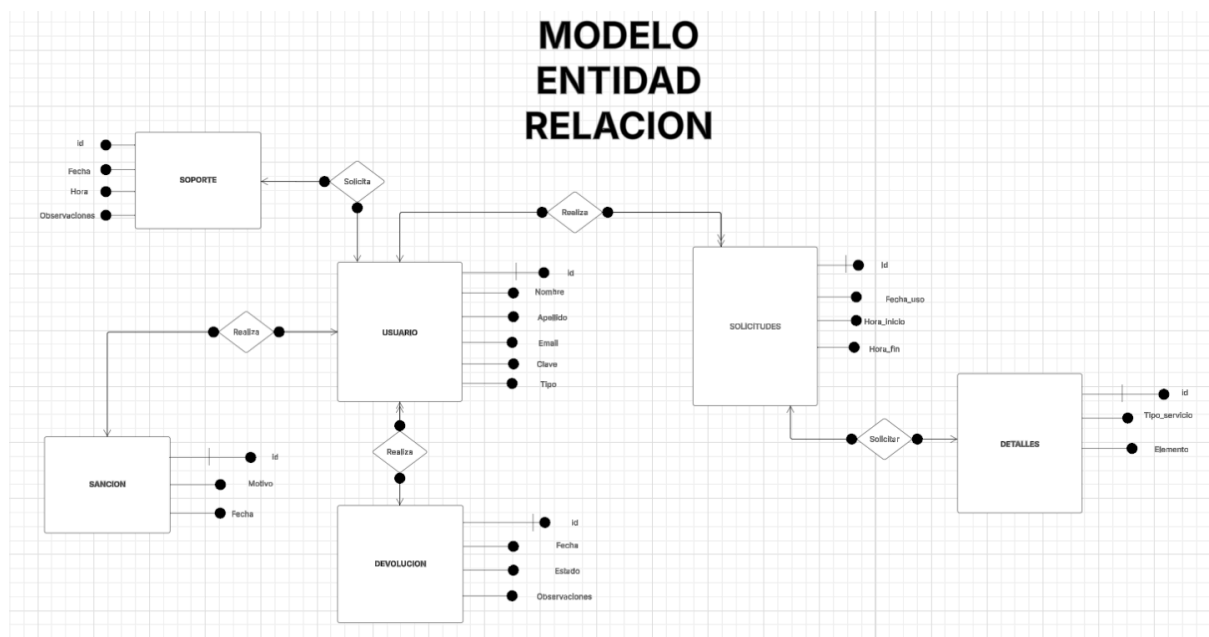 MODELO
ENTIDAD
RELACION
Id
Fecha
Hora
Observaciones
SOPORTE
Solicita
Realiza
Id
Nombre
Apellido
Email
Clave
Tipo
USUARIO
Realiza
SOLICITUDES
Id
Fecha_uso
Hora_inicio
Hora_fin
Realiza
Solicitar
DETALLES
id
Tipo_servicio
Elemento
SANCION
Id
Motivo
Fecha
DEVOLUCION
id
Fecha
Estado
Observaciones